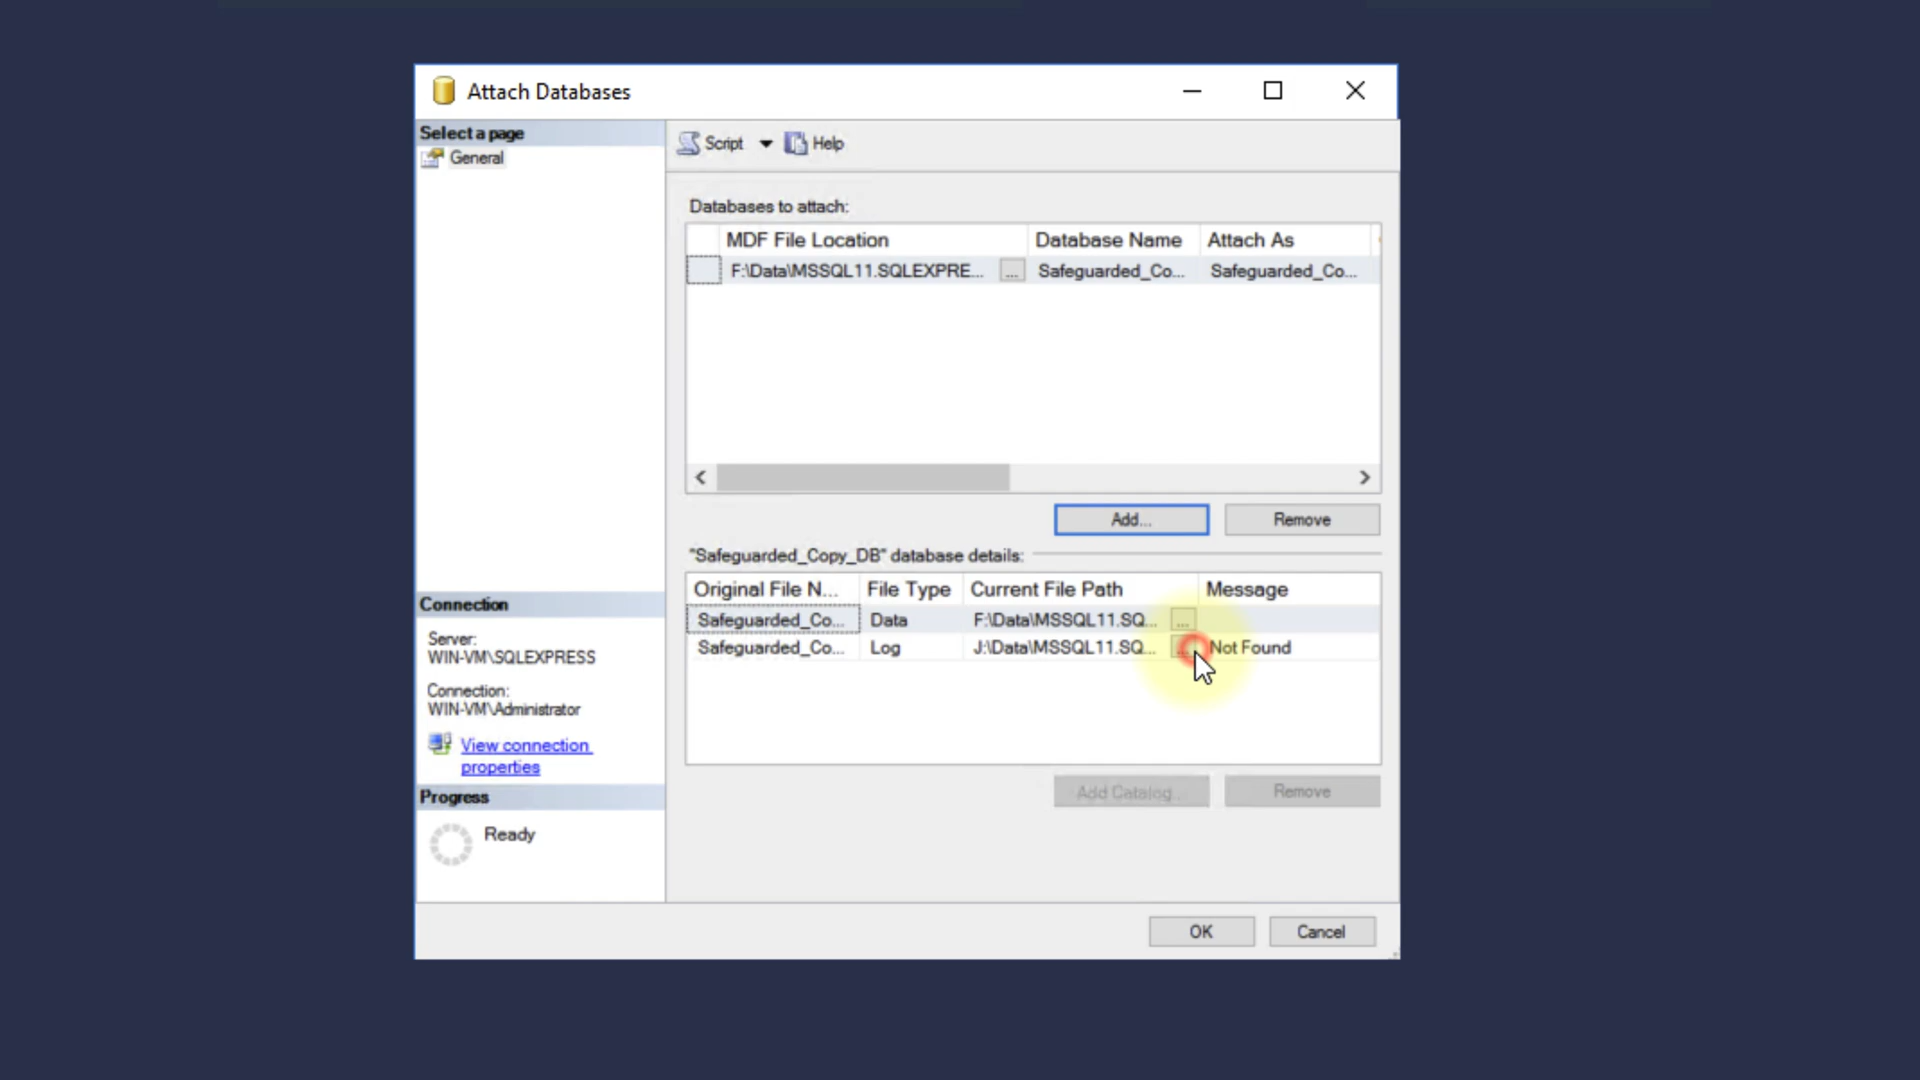 Attach Databases
Select a page
General
Script
Help
Databases to attach:
MDF File Location
Database Name
Attach As
F:\Data\MSSQL11.SQLEXPRE...
...
Safeguarded_Co...
Safeguarded_Co...
Add...
Remove
"Safeguarded_Copy_DB" database details:
Original File N...
File Type
Current File Path
Message
Safeguarded_Co...
Data
F:\Data\MSSQL11.SQ...
...
Safeguarded_Co...
Log
J:\Data\MSSQL11.SQ...
Not Found
Add Catalog...
Remove
Connection
Server:
WIN-VM\SQLEXPRESS
Connection:
WIN-VM\Administrator
View connection
properties
Progress
Ready
OK
Cancel